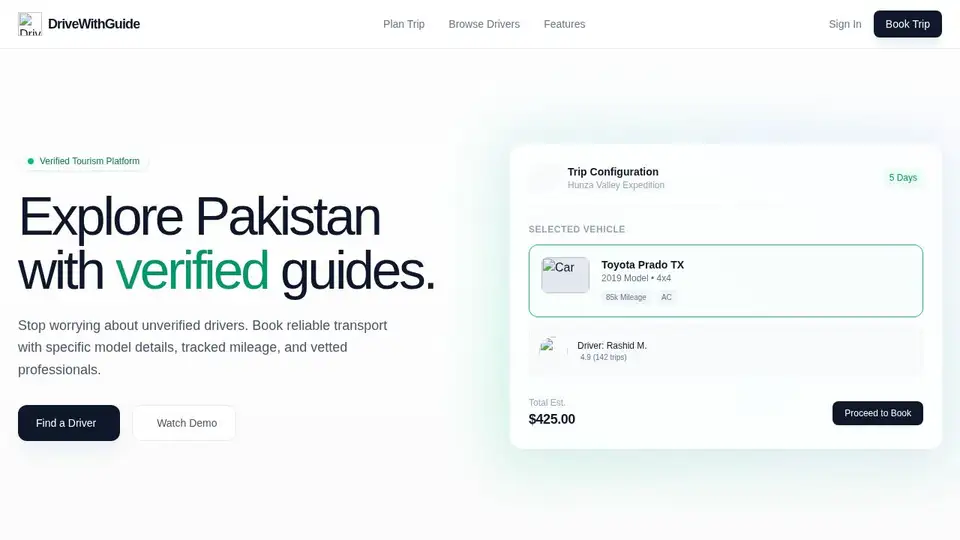 DriveWithGuide
Plan Trip
Browse Drivers
Features
Sign In
Book Trip
Verified Tourism Platform
Explore Pakistan
with verified guides.
Stop worrying about unverified drivers. Book reliable transport
with specific model details, tracked mileage, and vetted
professionals.
Find a Driver
Watch Demo
Trip Configuration
Hunza Valley Expedition
5 Days
SELECTED VEHICLE
Car
Toyota Prado TX
2019 Model • 4x4
85k Mileage
AC
Driver: Rashid M.
4.9 (142 trips)
Total Est.
$425.00
Proceed to Book